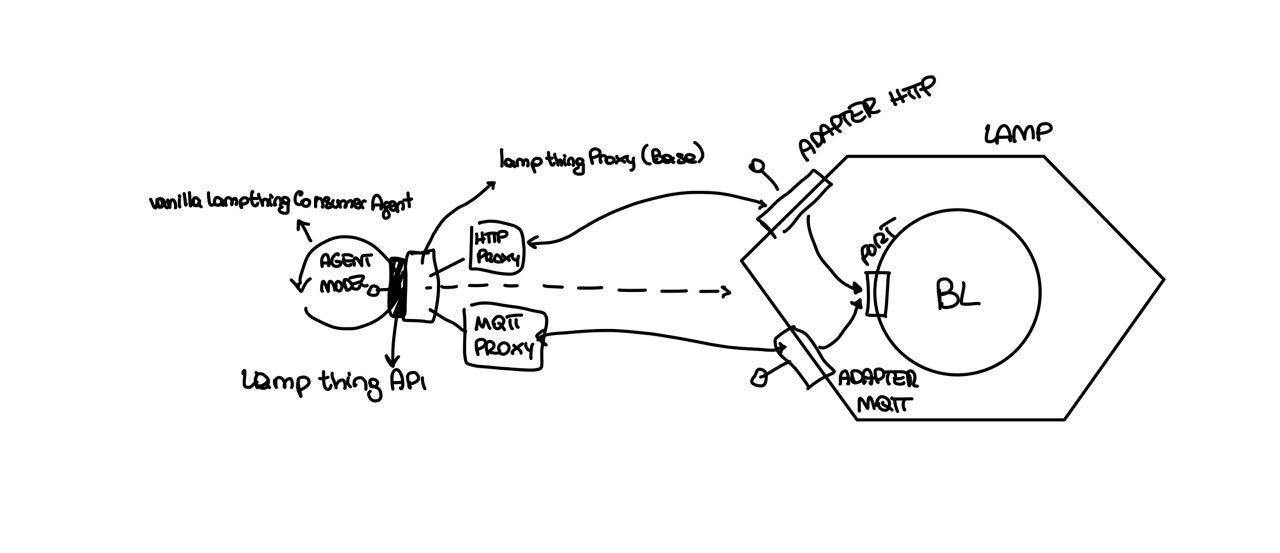 ADAPTER HTTP
LAMP
lamp thing Proxy (Base)
vanilla Lampthing Consumer Agent
HTTP
PROXY
AGENT
MODEL
PORT
BL
MQTT
PROXY
Lamp thing API
ADAPTER
MQTT